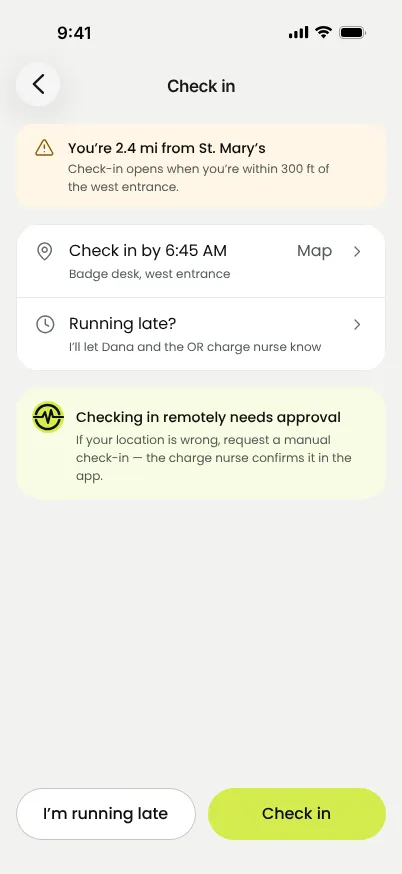 9:41
Check in
You’re 2.4 mi from St. Mary’s
Check-in opens when you’re within 300 ft of
the west entrance.
Check in by 6:45 AM
Map
Badge desk, west entrance
Running late?
I’ll let Dana and the OR charge nurse know
Checking in remotely needs approval
If your location is wrong, request a manual
check-in — the charge nurse confirms it in the
app.
I’m running late
Check in